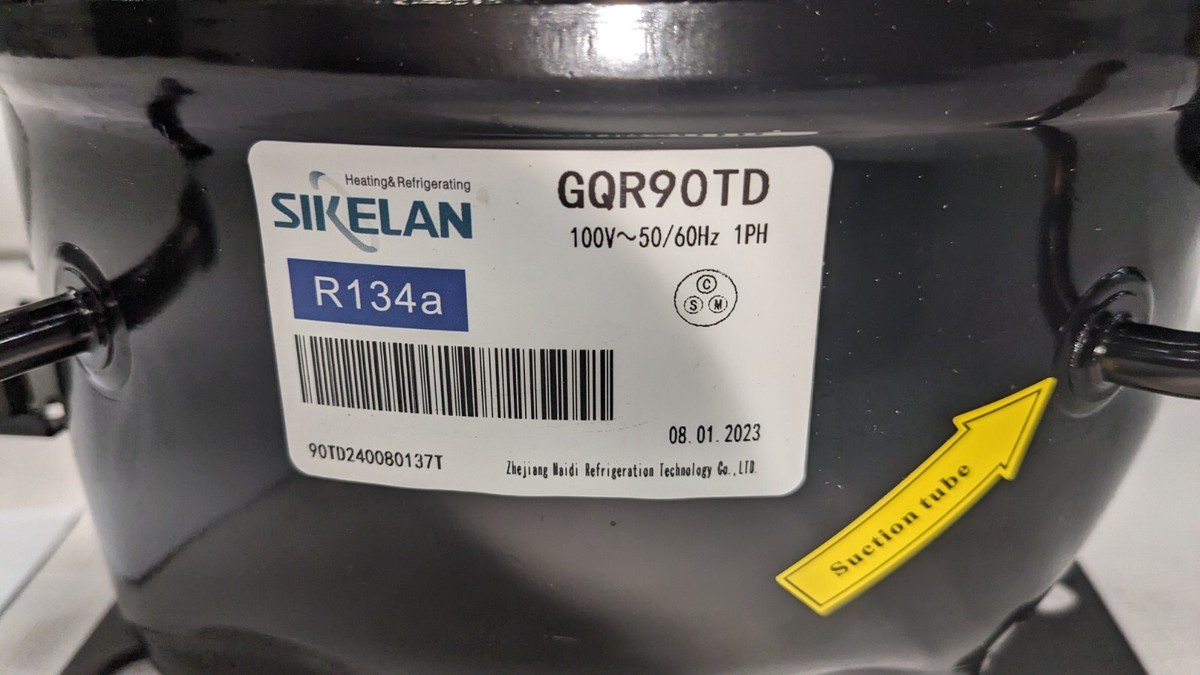 Heating&Refrigerating
SIKELAN
GQR90TD
100V～50/60Hz 1PH
R134a
C
S M
08.01.2023
90TD240080137T
Zhejiang Haidi Refrigeration Technology Co.,LTD.
Suction tube